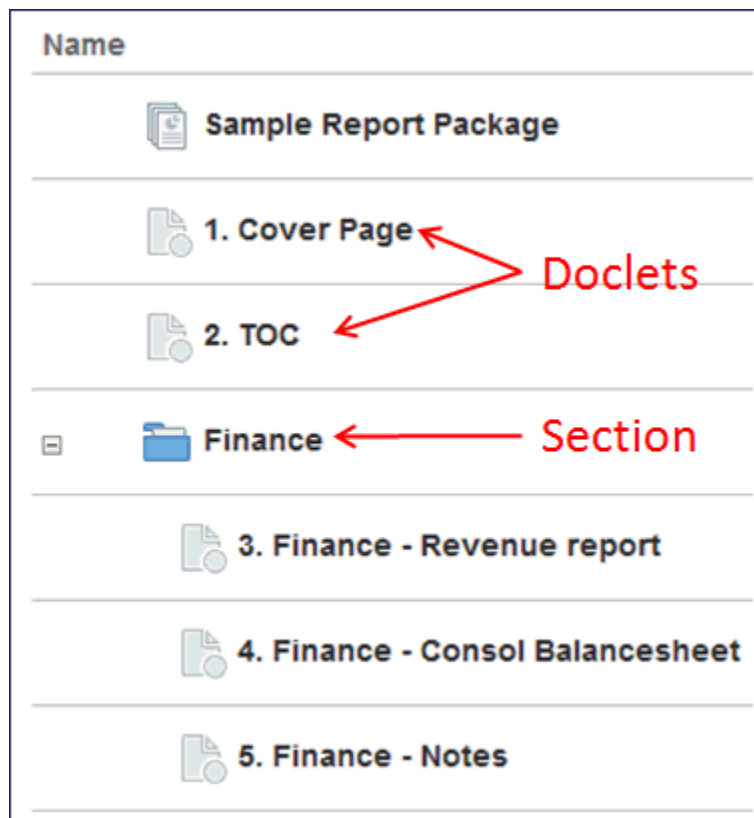 Name
Sample Report Package
1. Cover Page
Doclets
2. TOC
Finance
Section
3. Finance - Revenue report
4. Finance - Consol Balancesheet
5. Finance - Notes